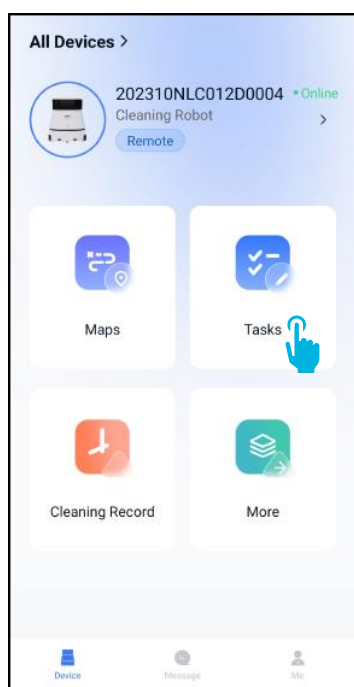 All Devices >
202310NLC012D0004 • Online
Cleaning Robot
Remote
Maps
Tasks
Cleaning Record
More
Device
Message
Me